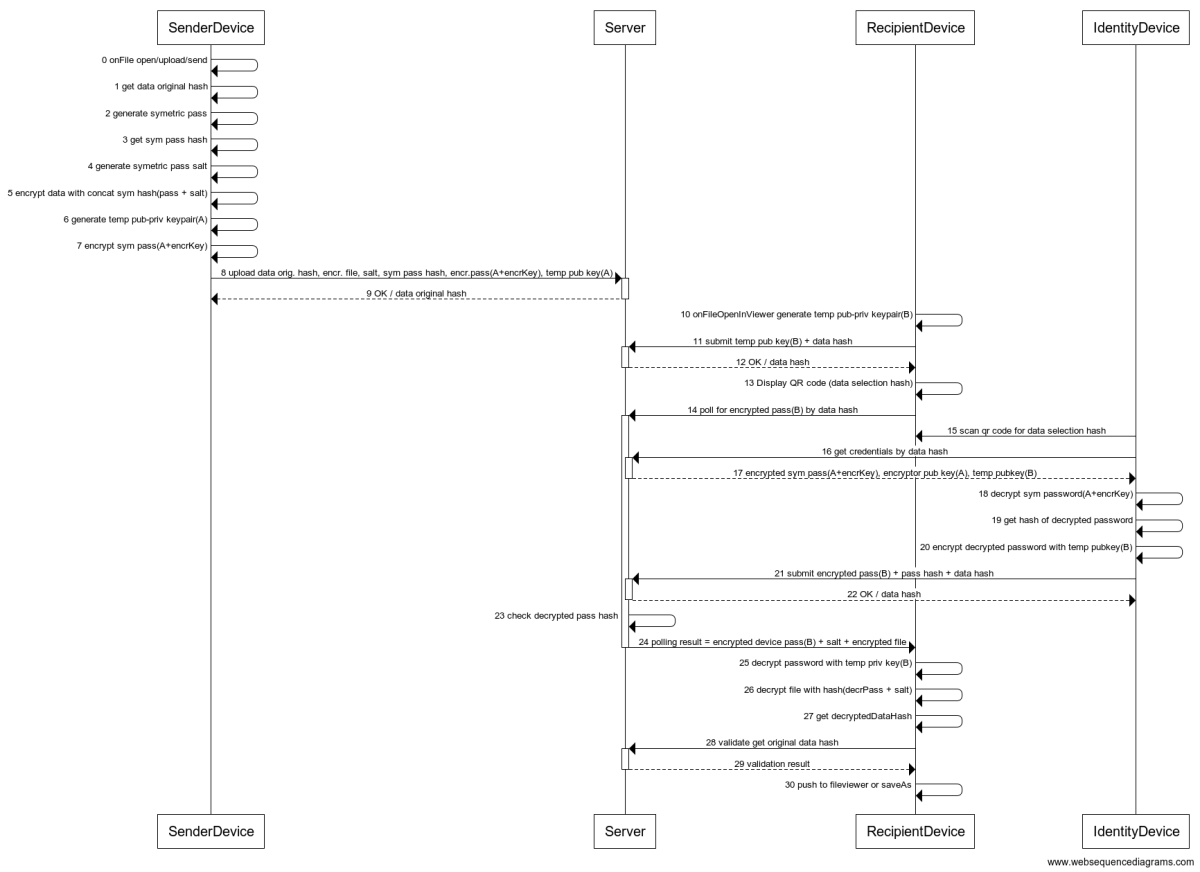 SenderDevice
Server
RecipientDevice
IdentityDevice
0 onFile open/upload/send
1 get data original hash
2 generate symetric pass
3 get sym pass hash
4 generate symetric pass salt
5 encrypt data with concat sym hash(pass + salt)
6 generate temp pub-priv keypair(A)
7 encrypt sym pass(A+encrKey)
8 upload data orig. hash, encr. file, salt, sym pass hash, encr.pass(A+encrKey), temp pub key(A)
9 OK / data original hash
10 onFileOpenInViewer generate temp pub-priv keypair(B)
11 submit temp pub key(B) + data hash
12 OK / data hash
13 Display QR code (data selection hash)
14 poll for encrypted pass(B) by data hash
15 scan qr code for data selection hash
16 get credentials by data hash
17 encrypted sym pass(A+encrKey), encryptor pub key(A), temp pubkey(B)
18 decrypt sym password(A+encrKey)
19 get hash of decrypted password
20 encrypt decrypted password with temp pubkey(B)
21 submit encrypted pass(B) + pass hash + data hash
22 OK / data hash
23 check decrypted pass hash
24 polling result = encrypted device pass(B) + salt + encrypted file
25 decrypt password with temp priv key(B)
26 decrypt file with hash(decrPass + salt)
27 get decryptedDataHash
28 validate get original data hash
29 validation result
30 push to fileviewer or saveAs
SenderDevice
Server
RecipientDevice
IdentityDevice
www.websequencediagrams.com